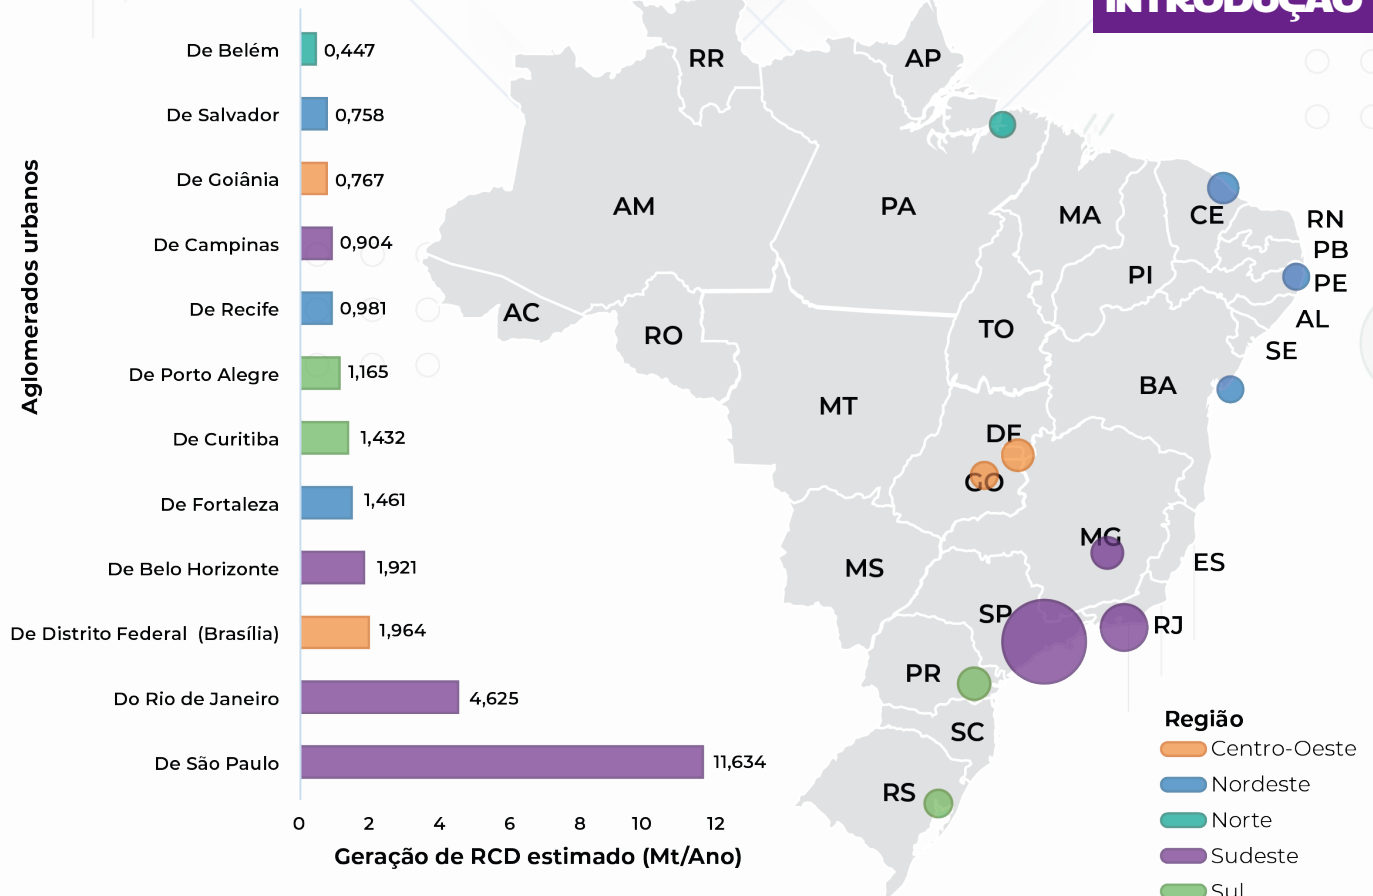 INTRODUÇÃO
Aglomerados urbanos
De Belém 0,447
De Salvador 0,758
De Goiânia 0,767
De Campinas 0,904
De Recife 0,981
De Porto Alegre 1,165
De Curitiba 1,432
De Fortaleza 1,461
De Belo Horizonte 1,921
De Distrito Federal (Brasília) 1,964
Do Rio de Janeiro 4,625
De São Paulo 11,634
0 2 4 6 8 10 12
Geração de RCD estimado (Mt/Ano)
RR
AP
AM
PA
MA
CE
RN
PB
PI
PE
AC
RO
TO
AL
SE
MT
BA
DF
GO
MG
MS
ES
SP
RJ
PR
SC
RS
Região
Centro-Oeste
Nordeste
Norte
Sudeste
Sul